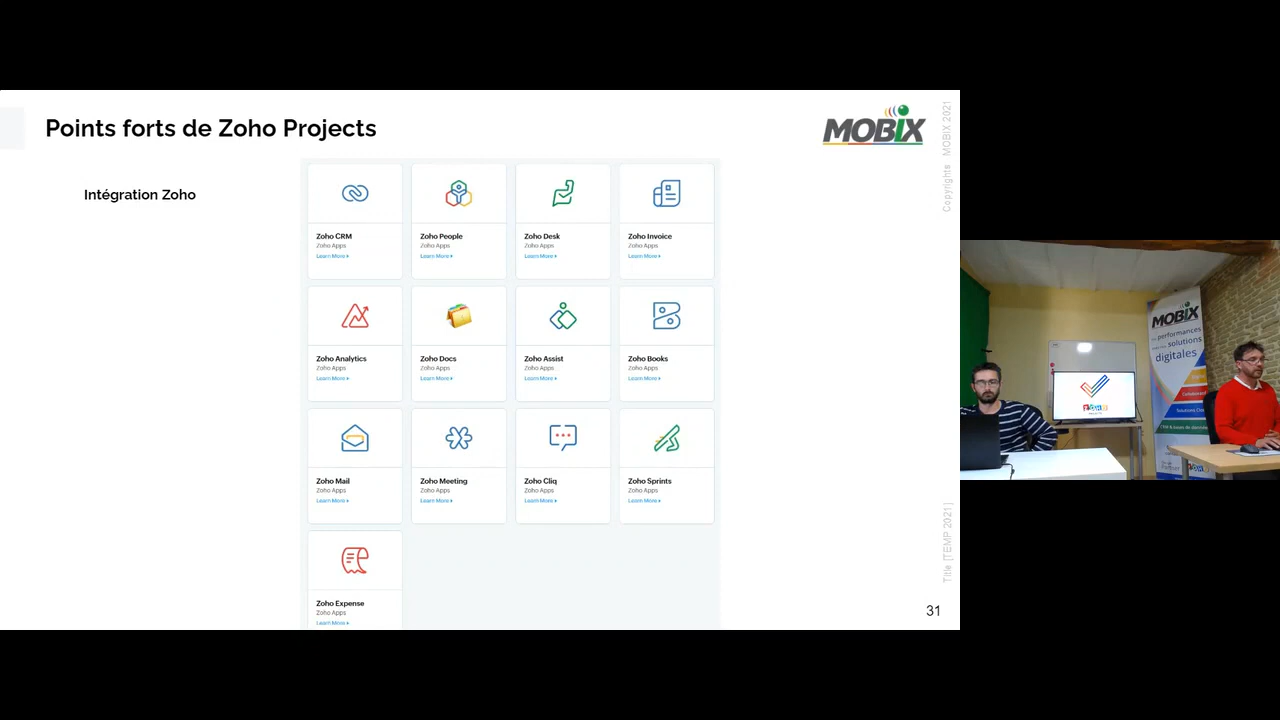 Points forts de Zoho Projects
MOBIX
Copyrights MOBIX 2021
Intégration Zoho
Zoho CRM
Zoho Apps
Learn More
Zoho People
Zoho Apps
Learn More
Zoho Desk
Zoho Apps
Learn More
Zoho Invoice
Zoho Apps
Learn More
Zoho Analytics
Zoho Apps
Learn More
Zoho Docs
Zoho Apps
Learn More
Zoho Assist
Zoho Apps
Learn More
Zoho Books
Zoho Apps
Learn More
Zoho Mail
Zoho Apps
Learn More
Zoho Meeting
Zoho Apps
Learn More
Zoho Cliq
Zoho Apps
Learn More
Zoho Sprints
Zoho Apps
Learn More
Zoho Expense
Zoho Apps
Learn More
Title [TEMP 2021]
31
MOBIX
performances
solutions
digitales